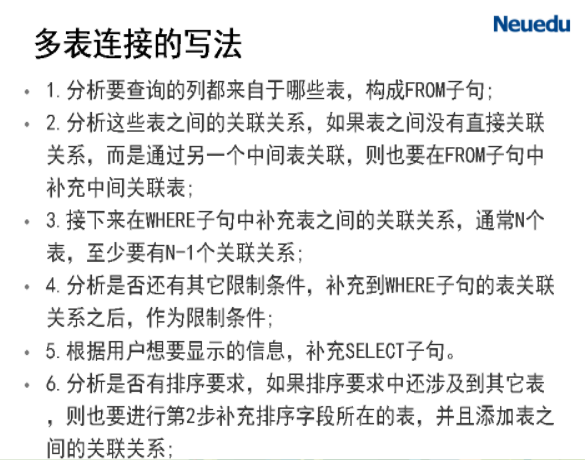 Neuedu
多表连接的写法
• 1.分析要查询的列都来自于哪些表，构成FROM子句;
• 2.分析这些表之间的关联关系，如果表之间没有直接关联
关系，而是通过另一个中间表关联，则也要在FROM子句中
补充中间关联表;
• 3.接下来在WHERE子句中补充表之间的关联关系，通常N个
表，至少要有N-1个关联关系;
• 4.分析是否还有其它限制条件，补充到WHERE子句的表关联
关系之后，作为限制条件;
• 5.根据用户想要显示的信息，补充SELECT子句。
• 6.分析是否有排序要求，如果排序要求中还涉及到其它表
，则也要进行第2步补充排序字段所在的表，并且添加表之
间的关联关系;